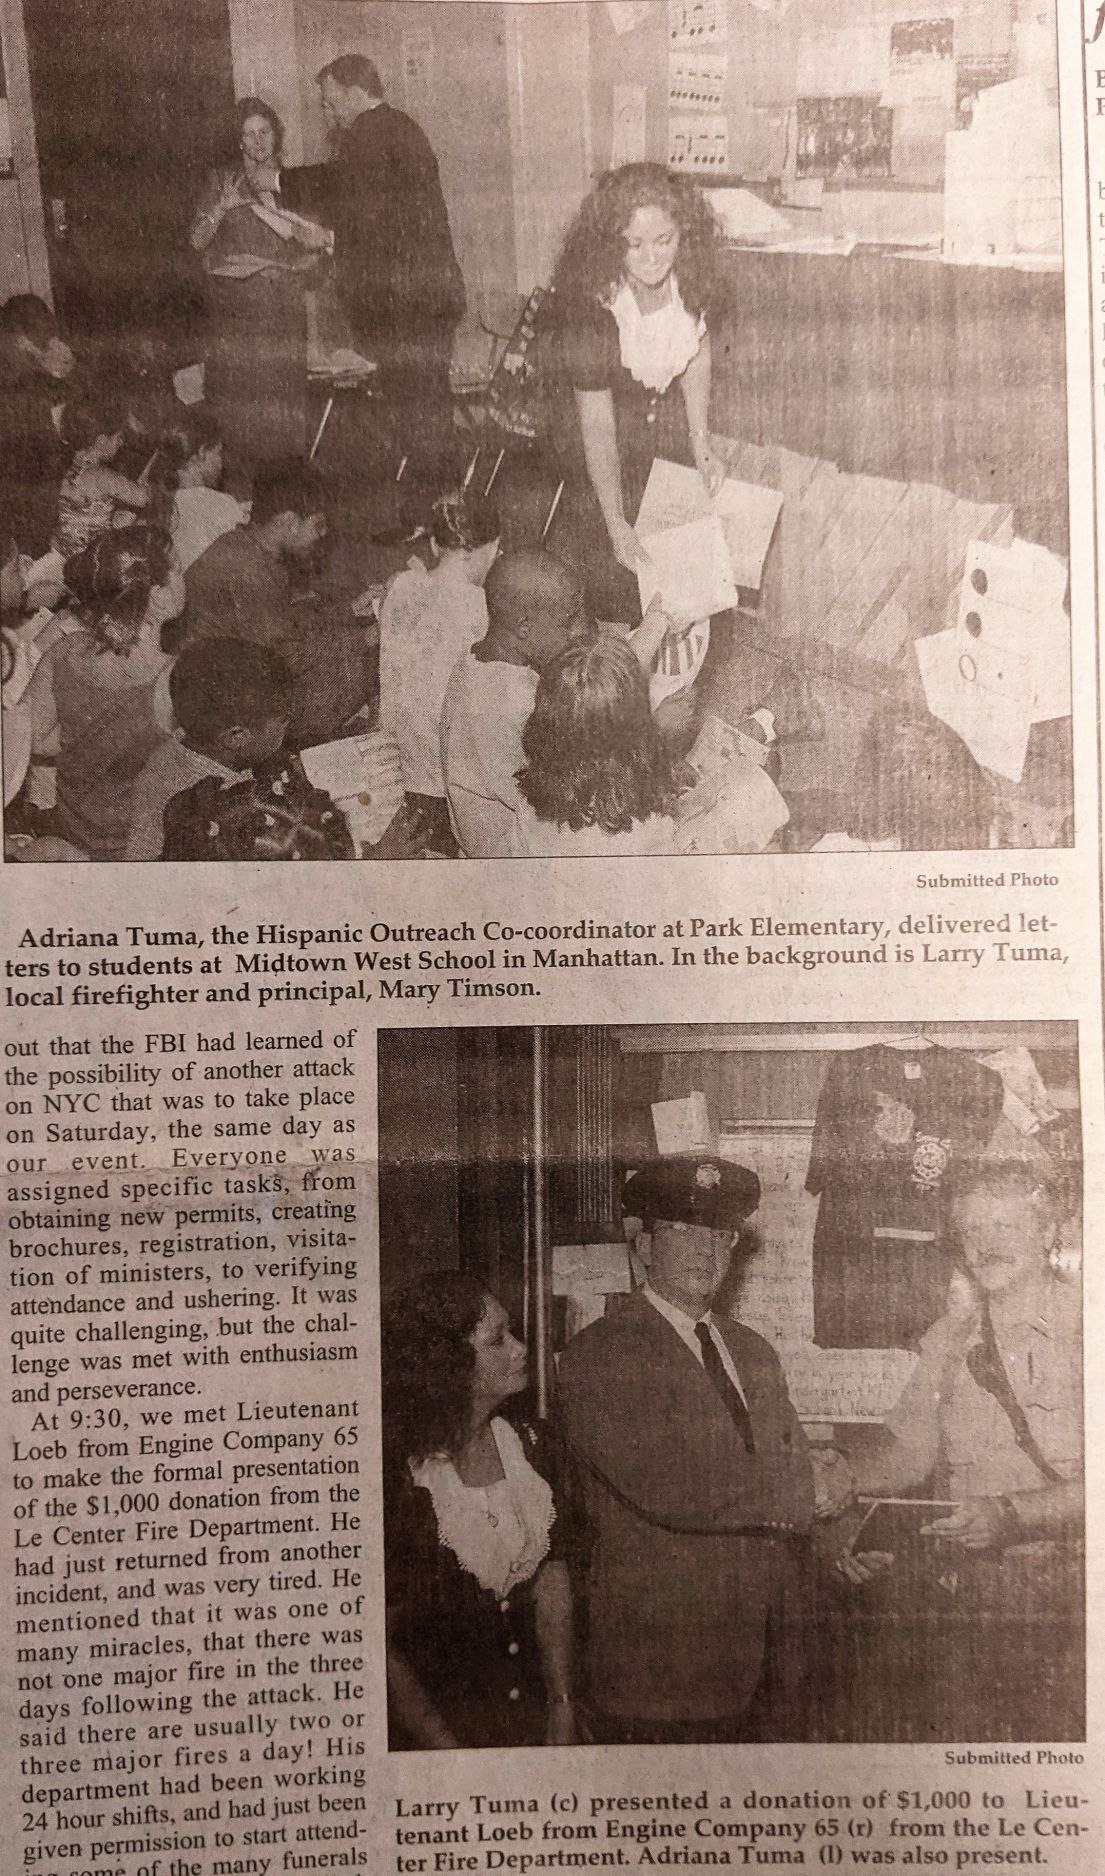 Submitted Photo
Adriana Tuma, the Hispanic Outreach Co-coordinator at Park Elementary, delivered let-
ters to students at Midtown West School in Manhattan. In the background is Larry Tuma,
local firefighter and principal, Mary Timson.
out that the FBI had learned of
the possibility of another attack
on NYC that was to take place
on Saturday, the same day as
our event. Everyone was
assigned specific tasks, from
obtaining new permits, creating
brochures, registration, visita-
tion of ministers, to verifying
attendance and ushering. It was
quite challenging, but the chal-
lenge was met with enthusiasm
and perseverance.
At 9:30, we met Lieutenant
Loeb from Engine Company 65
to make the formal presentation
of the $1,000 donation from the
Le Center Fire Department. He
had just returned from another
incident, and was very tired. He
mentioned that it was one of
many miracles, that there was
not one major fire in the three
days following the attack. He
said there are usually two or
three major fires a day! His
department had been working
24 hour shifts, and had just been
given permission to start attend-
ing some of the many funerals
Submitted Photo
Larry Tuma (c) presented a donation of $1,000 to Lieu-
tenant Loeb from Engine Company 65 (r) from the Le Cen-
ter Fire Department. Adriana Tuma (l) was also present.